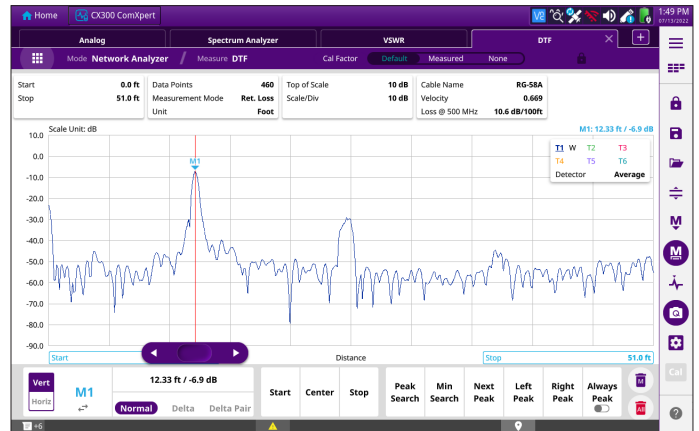 Home CX300 ComXpert V2 1:49 PM
07/13/2022
Analog Spectrum Analyzer VSWR DTF
Mode Network Analyzer / Measure DTF Cal Factor Default Measured None
Start 0.0 ft Data Points 460 Top of Scale 10 dB Cable Name RG-58A
Stop 51.0 ft Measurement Mode Ret. Loss Scale/Div 10 dB Velocity 0.669
Unit Foot Loss @ 500 MHz 10.6 dB/100ft
Scale Unit: dB M1: 12.33 ft / -6.9 dB
10.0
T1 W T2 T3
0.0 M1
T4 T5 T6
Detector Average
-10.0
-20.0
-30.0
-40.0
-50.0
-60.0
-70.0
-80.0
-90.0
Start Distance Stop 51.0 ft
Vert M1 12.33 ft / -6.9 dB Start Center Stop Peak Search Min Search Next Peak Left Peak Right Peak Always Peak M
Horiz Normal Delta Delta Pair All
Cal
+6